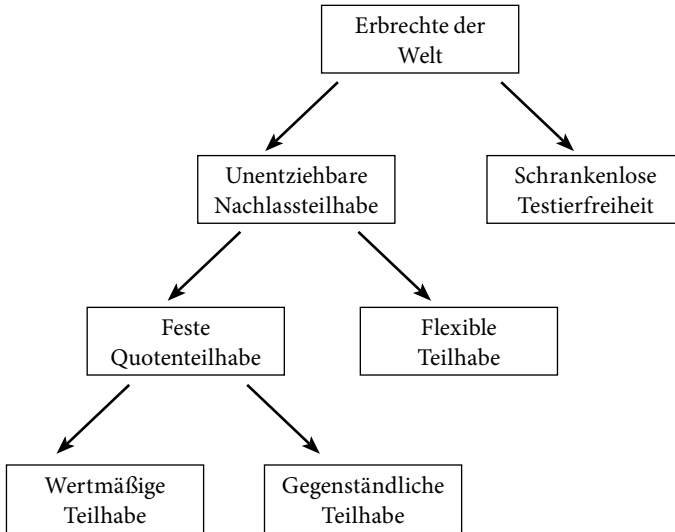 Erbrechte der
Welt
Unentziehbare
Nachlassteilhabe
Schrankenlose
Testierfreiheit
Feste
Quotenteilhabe
Flexible
Teilhabe
Wertmäßige
Teilhabe
Gegenständliche
Teilhabe